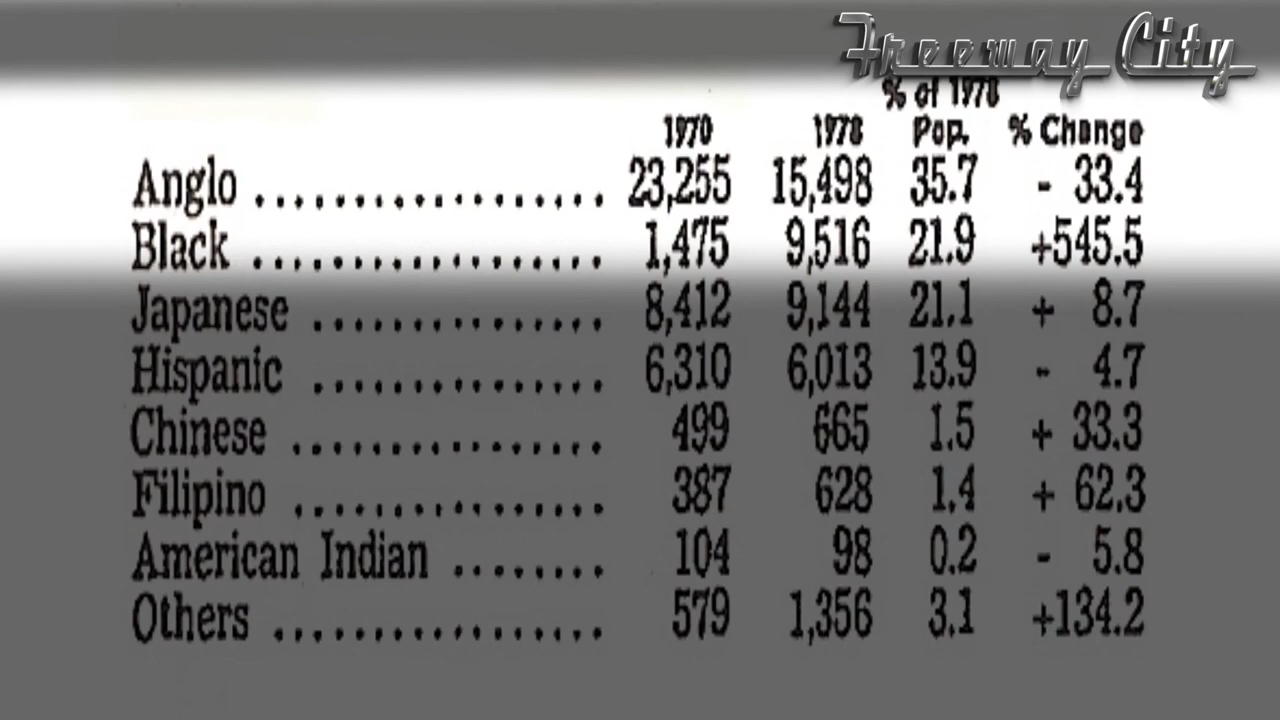 Freeway City
% of 1978
1970 1978 Pop. % Change
Anglo .................. 23,255 15,498 35.7 - 33.4
Black .................. 1,475 9,516 21.9 +545.5
Japanese ............... 8,412 9,144 21.1 + 8.7
Hispanic ............... 6,310 6,013 13.9 - 4.7
Chinese ................ 499 665 1.5 + 33.3
Filipino ................ 387 628 1.4 + 62.3
American Indian ........ 104 98 0.2 - 5.8
Others ................. 579 1,356 3.1 +134.2